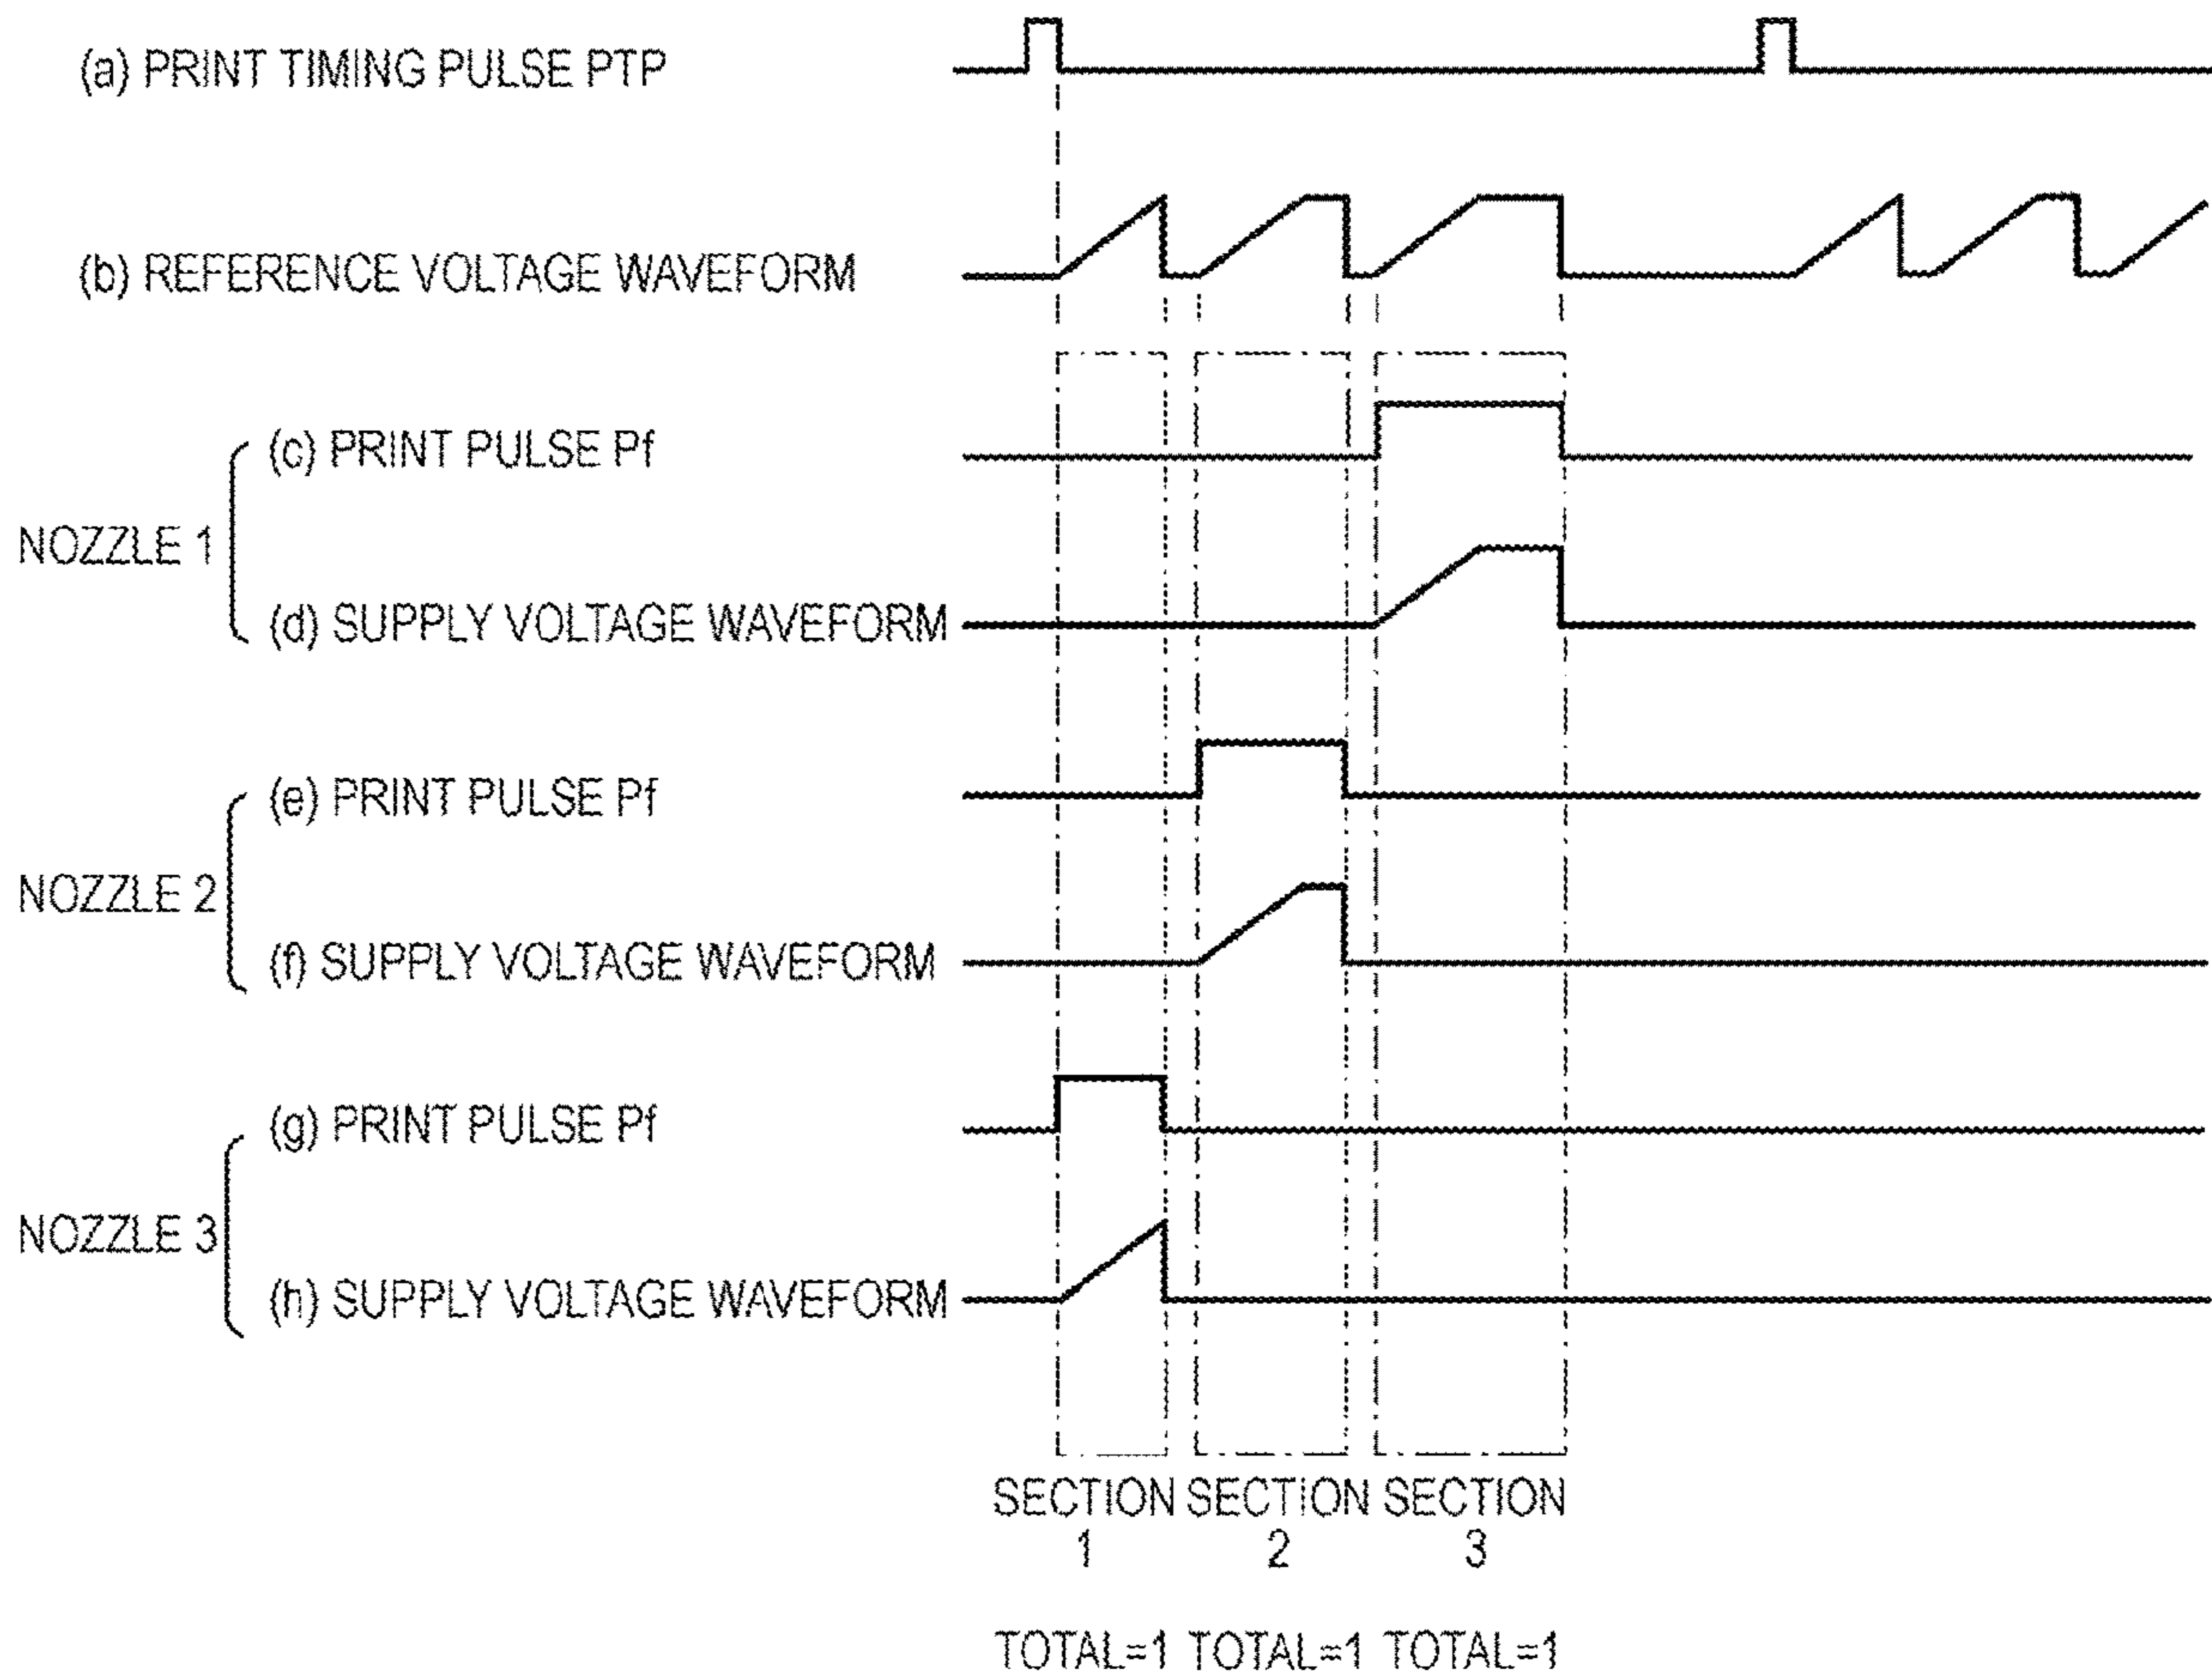 (a) PRINT TIMING PULSE PTP
(b) REFERENCE VOLTAGE WAVEFORM
(c) PRINT PULSE Pf
NOZZLE 1
(d) SUPPLY VOLTAGE WAVEFORM
(e) PRINT PULSE Pf
NOZZLE 2
(f) SUPPLY VOLTAGE WAVEFORM
(g) PRINT PULSE Pf
NOZZLE 3
(h) SUPPLY VOLTAGE WAVEFORM
SECTION SECTION SECTION
1 2 3
TOTAL=1 TOTAL=1 TOTAL=1